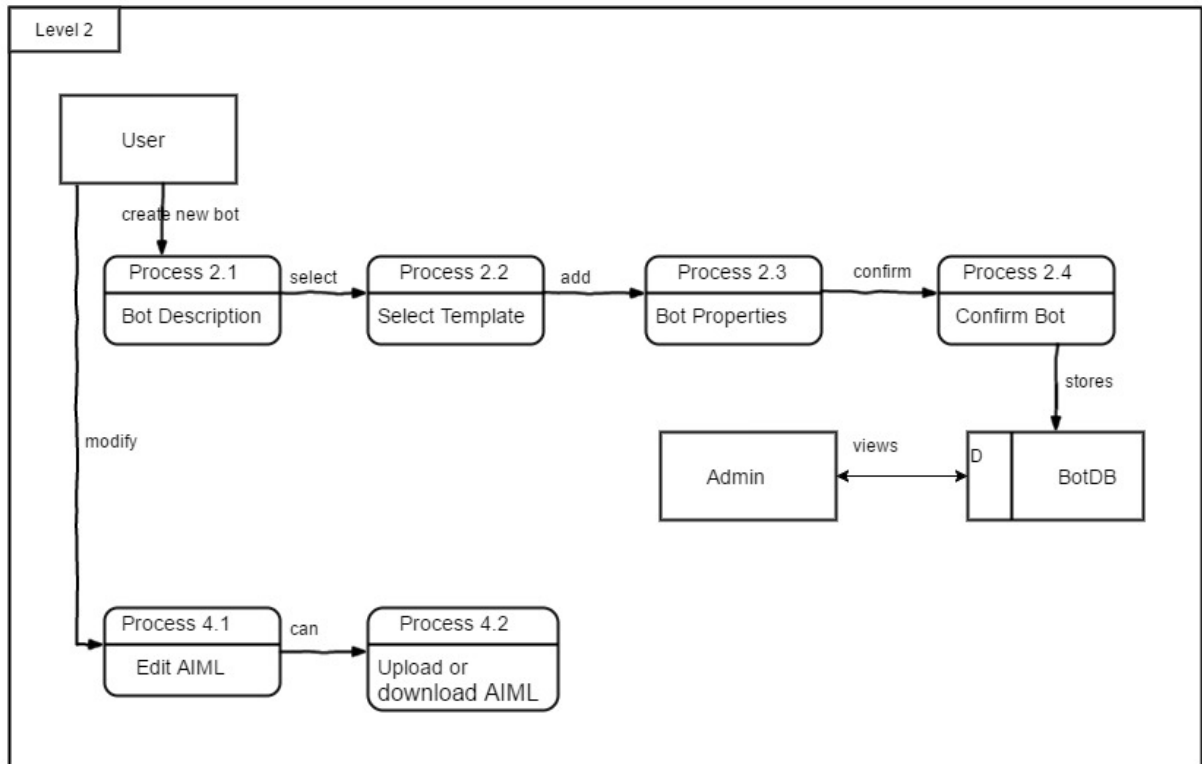 Level 2
User
create new bot
Process 2.1
Bot Description
select
Process 2.2
Select Template
add
Process 2.3
Bot Properties
confirm
Process 2.4
Confirm Bot
stores
modify
Admin
views
D
BotDB
Process 4.1
Edit AIML
can
Process 4.2
Upload or
download AIML